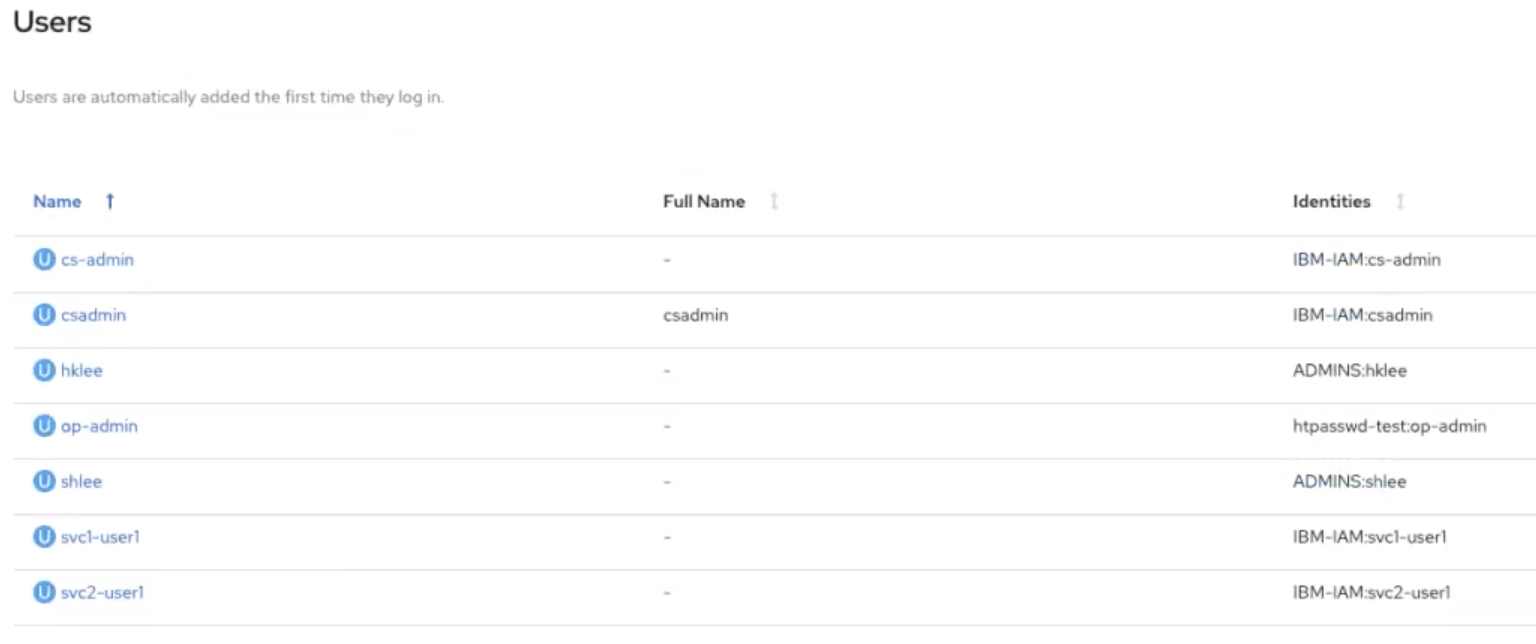 Users
Users are automatically added the first time they log in.
Name ↑ Full Name ↕ Identities ↕
U cs-admin - IBM-IAM:cs-admin
U csadmin csadmin IBM-IAM:csadmin
U hklee - ADMINS:hklee
U op-admin - htpasswd-test:op-admin
U shlee - ADMINS:shlee
U svc1-user1 - IBM-IAM:svc1-user1
U svc2-user1 - IBM-IAM:svc2-user1